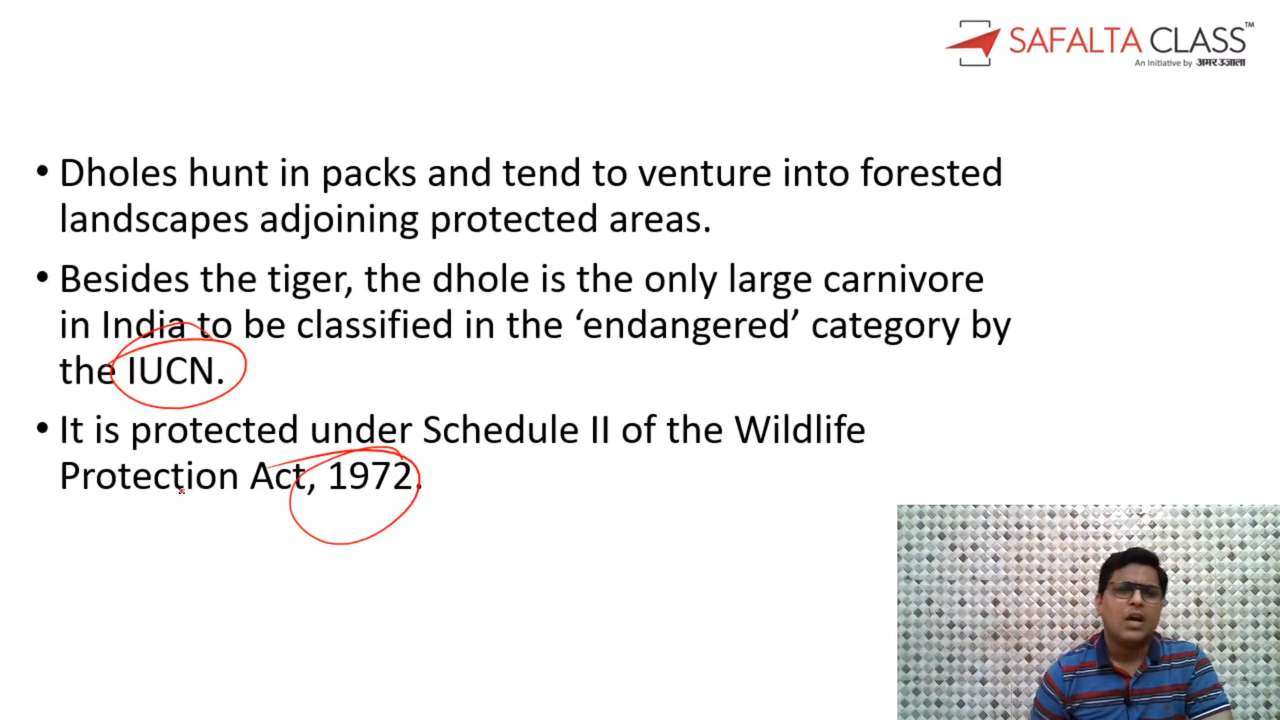 SAFALTA CLASS™
An Initiative by अमर उजाला
• Dholes hunt in packs and tend to venture into forested
landscapes adjoining protected areas.
• Besides the tiger, the dhole is the only large carnivore
in India to be classified in the ‘endangered’ category by
the IUCN.
• It is protected under Schedule II of the Wildlife
Protection Act, 1972.